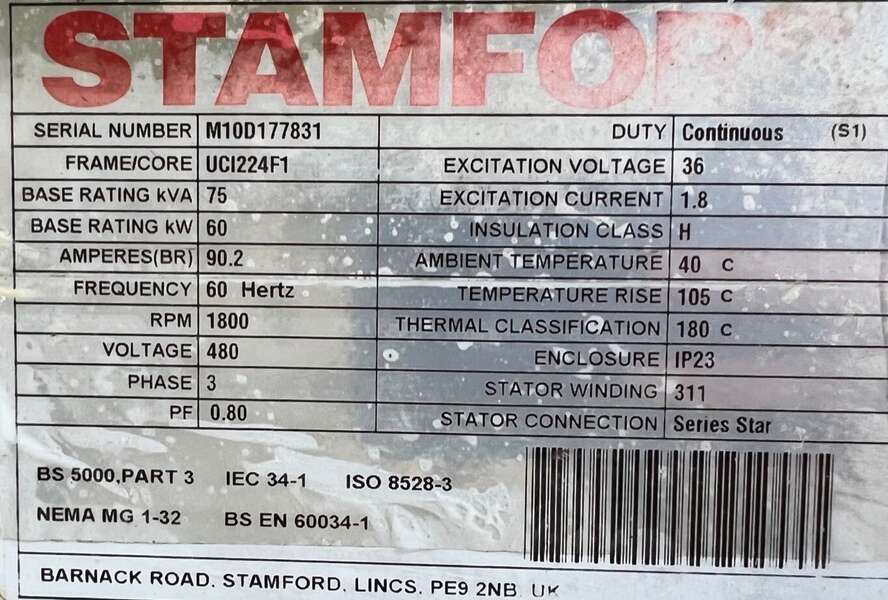 STAMFOR
SERIAL NUMBER M10D177831 DUTY Continuous (S1)
FRAME/CORE UCI224F1 EXCITATION VOLTAGE 36
BASE RATING kVA 75 EXCITATION CURRENT 1.8
BASE RATING kW 60 INSULATION CLASS H
AMPERES(BR) 90.2 AMBIENT TEMPERATURE 40 C
FREQUENCY 60 Hertz TEMPERATURE RISE 105 C
RPM 1800 THERMAL CLASSIFICATION 180 C
VOLTAGE 480 ENCLOSURE IP23
PHASE 3 STATOR WINDING 311
PF 0.80 STATOR CONNECTION Series Star
BS 5000,PART 3 IEC 34-1 ISO 8528-3
NEMA MG 1-32 BS EN 60034-1
BARNACK ROAD. STAMFORD. LINCS. PE9 2NB UK